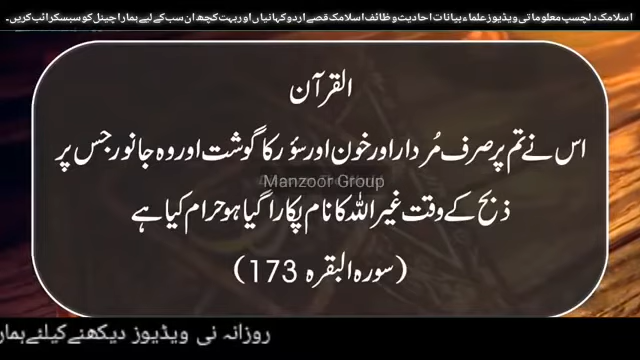 اسلامک دلچسپ معلوماتی ویڈیوز علماء بیانات احادیث وظائف اسلامک قصے اردو کہانیاں اور بہت کچھ ان سب کے لیے ہمارا چینل کو سبسکرائب کریں۔
القرآن
اس نے تم پر صرف مُردار اور خون اور سؤر کا گوشت اور وہ جانور جس پر
Manzoor Group
ذبح کے وقت غیر اللہ کا نام پکارا گیا ہو حرام کیا ہے
(سورہ البقرہ 173)
روزانہ نی ویڈیوز دیکھنے کیلئے ہمار